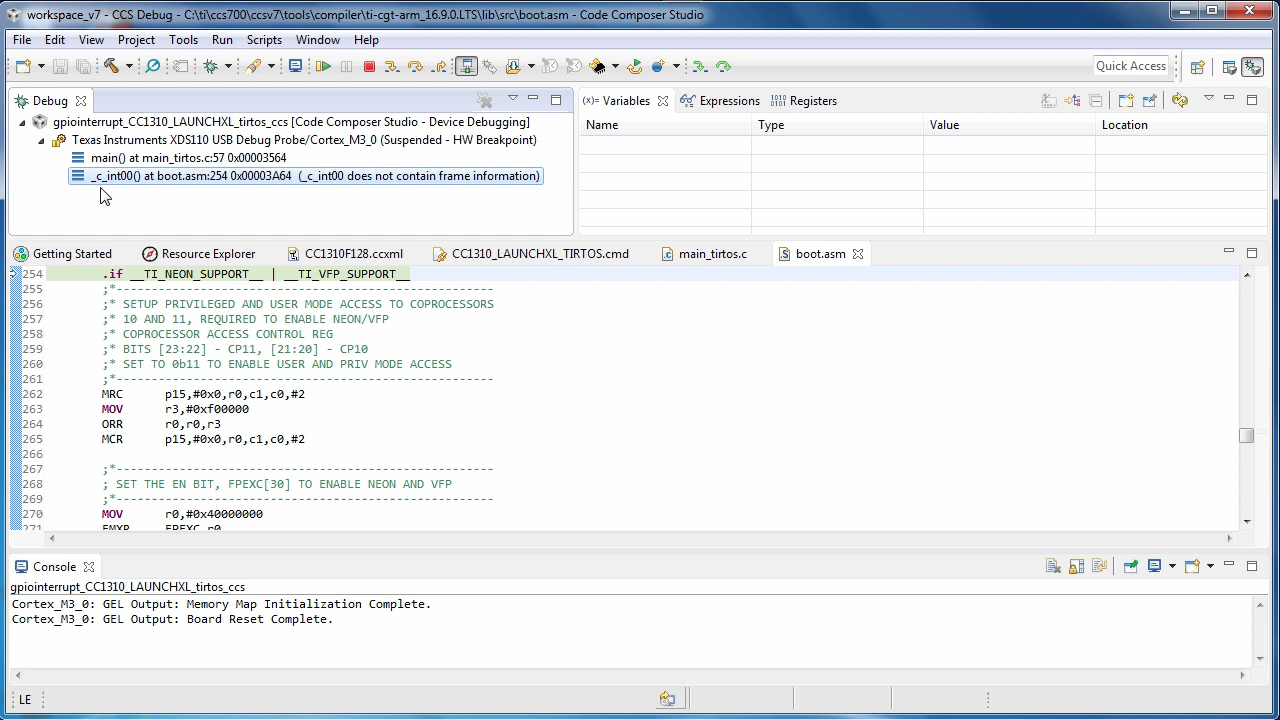 workspace_v7 - CCS Debug - C:\ti\ccs700\ccsv7\tools\compiler\ti-cgt-arm_16.9.0.LTS\lib\src\boot.asm - Code Composer Studio
File Edit View Project Tools Run Scripts Window Help
Quick Access
Debug
gpiointerrupt_CC1310_LAUNCHXL_tirtos_ccs [Code Composer Studio - Device Debugging]
Texas Instruments XDS110 USB Debug Probe/Cortex_M3_0 (Suspended - HW Breakpoint)
main() at main_tirtos.c:57 0x00003564
_c_int00() at boot.asm:254 0x00003A64 (_c_int00 does not contain frame information)
(x)= Variables Expressions Registers
Name Type Value Location
Getting Started Resource Explorer CC1310F128.ccxml CC1310_LAUNCHXL_TIRTOS.cmd main_tirtos.c boot.asm
254 .if __TI_NEON_SUPPORT__ | __TI_VFP_SUPPORT__
255 ;*------------------------------------------------------
256 ;* SETUP PRIVILEGED AND USER MODE ACCESS TO COPROCESSORS
257 ;* 10 AND 11, REQUIRED TO ENABLE NEON/VFP
258 ;* COPROCESSOR ACCESS CONTROL REG
259 ;* BITS [23:22] - CP11, [21:20] - CP10
260 ;* SET TO 0b11 TO ENABLE USER AND PRIV MODE ACCESS
261 ;*------------------------------------------------------
262 MRC p15,#0x0,r0,c1,c0,#2
263 MOV r3,#0xf00000
264 ORR r0,r0,r3
265 MCR p15,#0x0,r0,c1,c0,#2
266
267 ;*------------------------------------------------------
268 ; SET THE EN BIT, FPEXC[30] TO ENABLE NEON AND VFP
269 ;*------------------------------------------------------
270 MOV r0,#0x40000000
271 FMXR FPEXC,r0
Console
gpiointerrupt_CC1310_LAUNCHXL_tirtos_ccs
Cortex_M3_0: GEL Output: Memory Map Initialization Complete.
Cortex_M3_0: GEL Output: Board Reset Complete.
LE